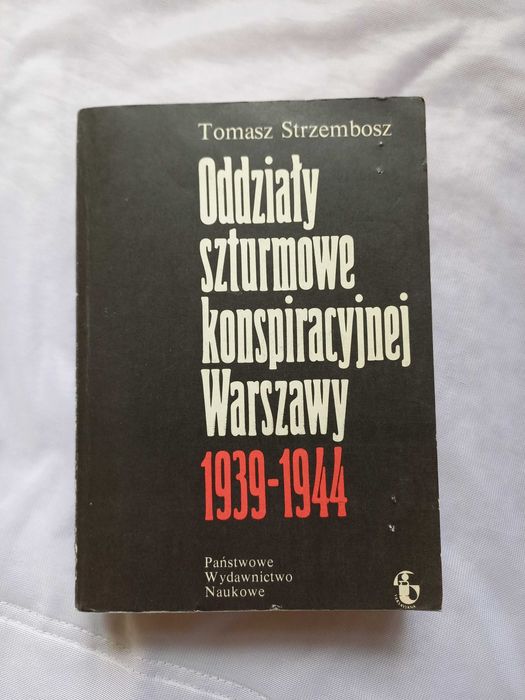 Tomasz Strzembosz
Oddziały
szturmowe
konspiracyjnej
Warszawy
1939-1944
Państwowe
Wydawnictwo
Naukowe